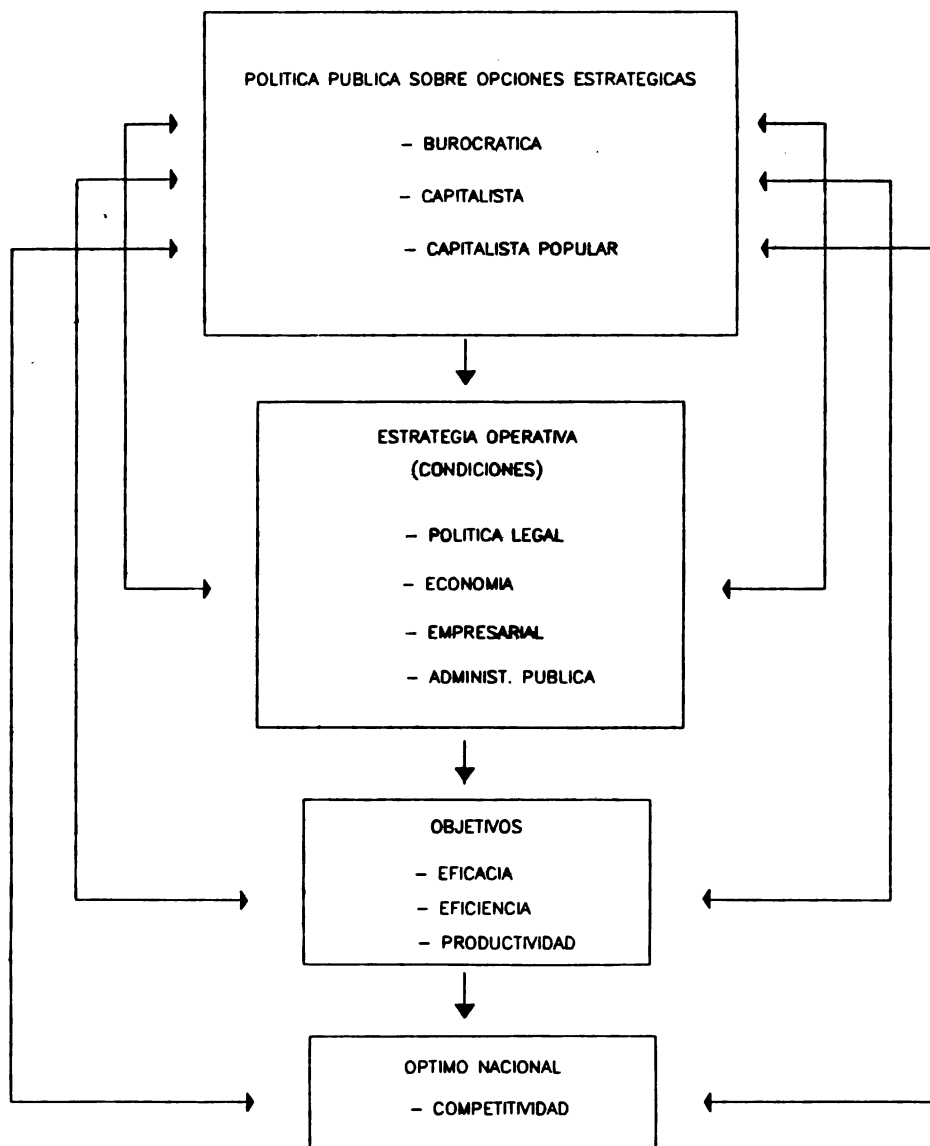 POLITICA PUBLICA SOBRE OPCIONES ESTRATEGICAS
– BUROCRATICA
– CAPITALISTA
– CAPITALISTA POPULAR
ESTRATEGIA OPERATIVA
(CONDICIONES)
– POLITICA LEGAL
– ECONOMIA
– EMPRESARIAL
– ADMINIST. PUBLICA
OBJETIVOS
– EFICACIA
– EFICIENCIA
– PRODUCTIVIDAD
OPTIMO NACIONAL
– COMPETITIVIDAD